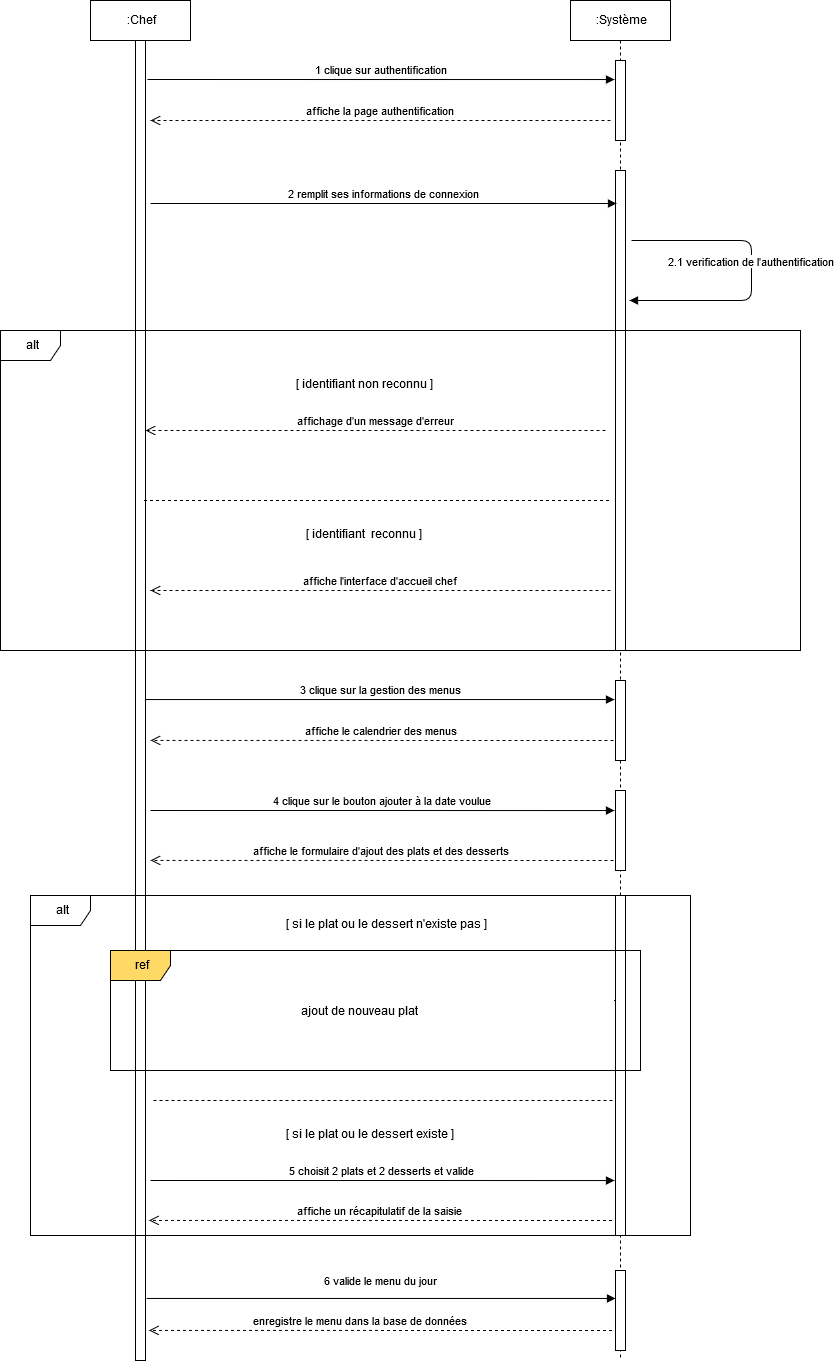 :Chef
:Système
1 clique sur authentification
affiche la page authentification
2 remplit ses informations de connexion
2.1 verification de l'authentification
alt
[ identifiant non reconnu ]
affichage d'un message d'erreur
[ identifiant  reconnu ]
affiche l'interface d'accueil chef
3 clique sur la gestion des menus
affiche le calendrier des menus
4 clique sur le bouton ajouter à la date voulue
affiche le formulaire d'ajout des plats et des desserts
alt
[ si le plat ou le dessert n'existe pas ]
ref
ajout de nouveau plat
[ si le plat ou le dessert existe ]
5 choisit 2 plats et 2 desserts et valide
affiche un récapitulatif de la saisie
6 valide le menu du jour
enregistre le menu dans la base de données